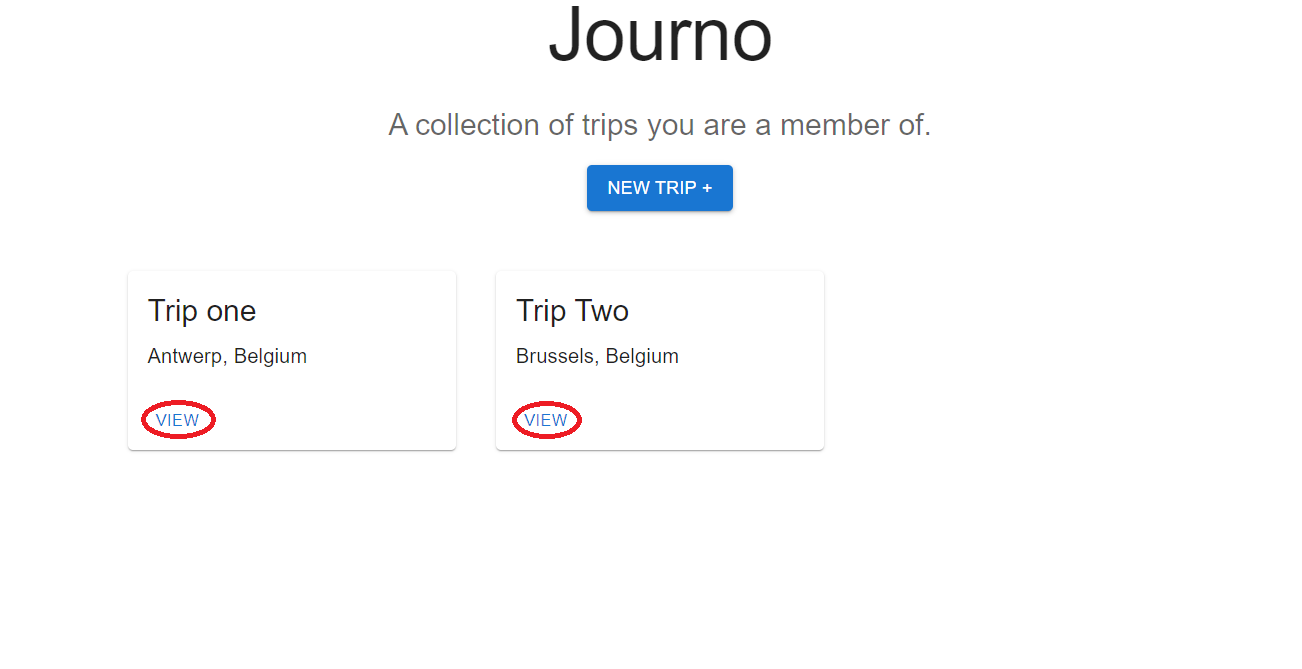 Journo
A collection of trips you are a member of.
NEW TRIP +
Trip one
Antwerp, Belgium
VIEW
Trip Two
Brussels, Belgium
VIEW